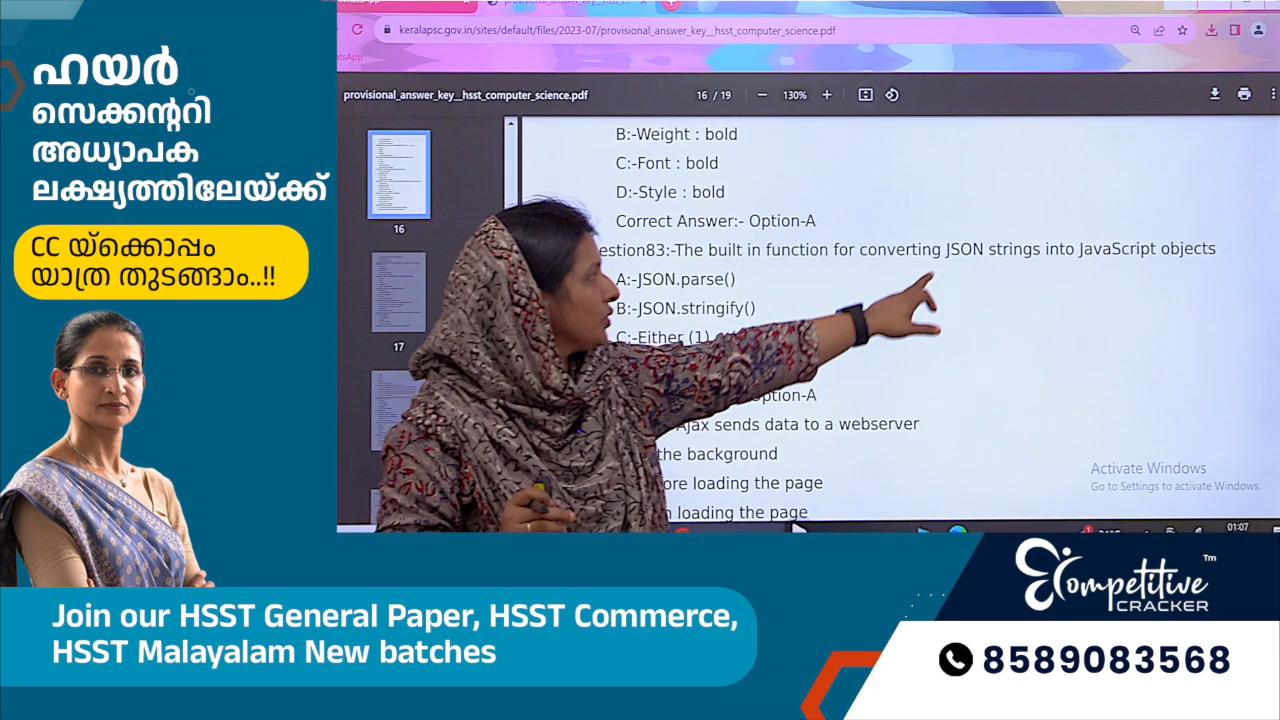 ഹയർ
സെക്കന്ററി
അധ്യാപക
ലക്ഷ്യത്തിലേയ്ക്ക്
CC യ്ക്കൊപ്പം
യാത്ര തുടങ്ങാം..!!
keralapsc.gov.in/sites/default/files/2023-07/provisional_answer_key__hsst_computer_science.pdf
provisional_answer_key__hsst_computer_science.pdf
16 / 19
130%
16
17
B:-Weight : bold
C:-Font : bold
D:-Style : bold
Correct Answer:- Option-A
estion83:-The built in function for converting JSON strings into JavaScript objects
A:-JSON.parse()
B:-JSON.stringify()
C:-Either (1)
Option-A
Ajax sends data to a webserver
the background
ore loading the page
loading the page
Activate Windows
Go to Settings to activate Windows.
01:07
Join our HSST General Paper, HSST Commerce,
HSST Malayalam New batches
Competitive
CRACKER
TM
8589083568